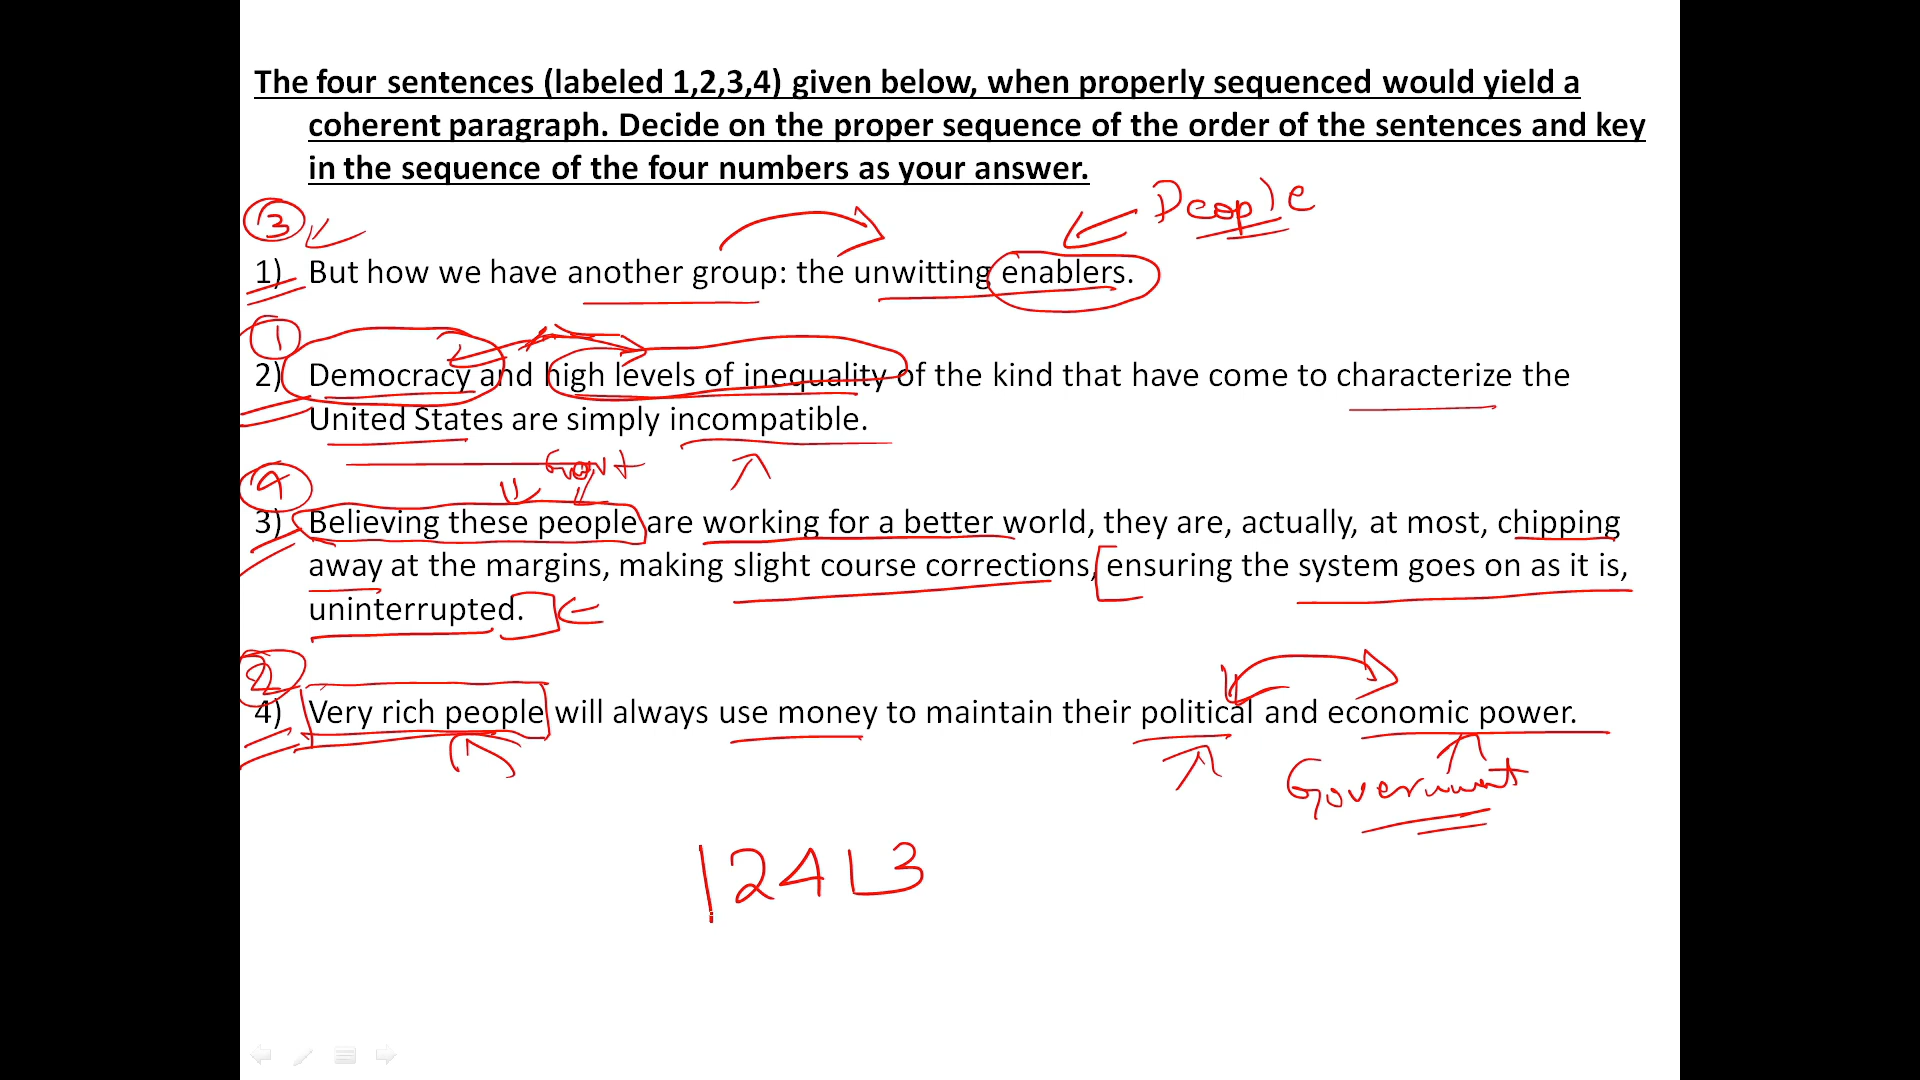 The four sentences (labeled 1,2,3,4) given below, when properly sequenced would yield a
coherent paragraph. Decide on the proper sequence of the order of the sentences and key
in the sequence of the four numbers as your answer.
People
3
1) But how we have another group: the unwitting enablers.
1
2) Democracy and high levels of inequality of the kind that have come to characterize the
United States are simply incompatible.
Govt
4
3) Believing these people are working for a better world, they are, actually, at most, chipping
away at the margins, making slight course corrections, ensuring the system goes on as it is,
uninterrupted.
2
4) Very rich people will always use money to maintain their political and economic power.
Government
| 24 1 3